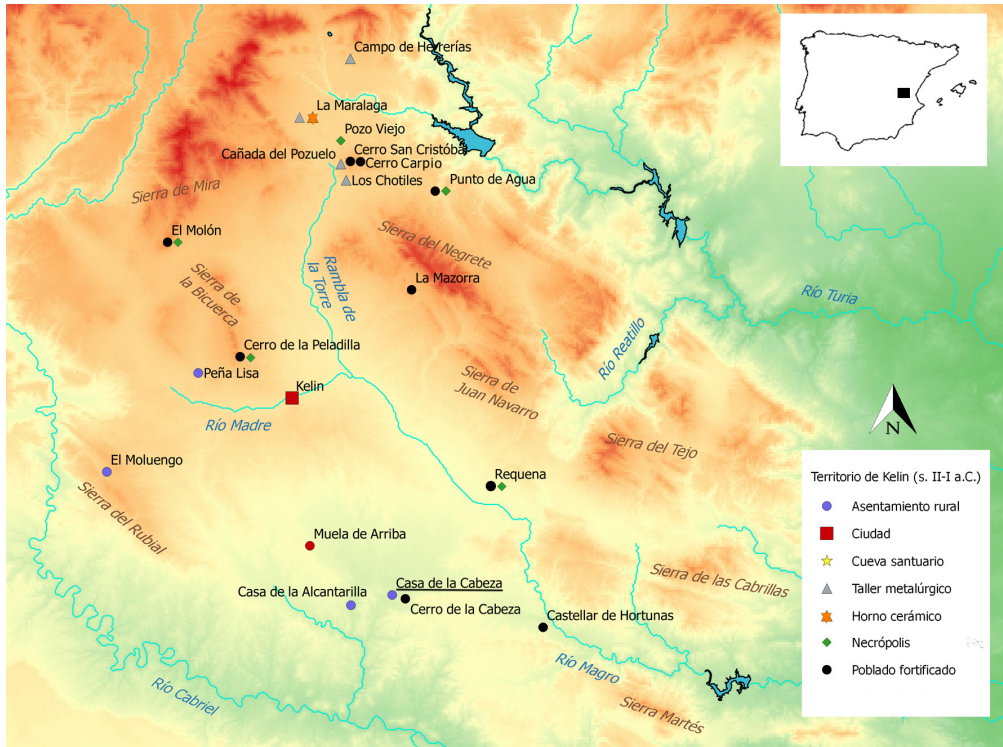 Campo de Herrerías
La Maralaga
Pozo Viejo
Cerro San Cristóba
Cañada del Pozuelo
Cerro Carpio
Los Chotiles
Punto de Agua
Sierra de Mira
El Molón
Sierra del Negrete
Sierra de
la Bicuerca
Rambla de
la Torre
La Mazorra
Río Turia
Río Reatillo
Cerro de la Peladilla
Peña Lisa
Kelin
Sierra de
Juan Navarro
Río Madre
N
Sierra del Tejo
El Moluengo
Requena
Sierra del Rubial
Muela de Arriba
Casa de la Cabeza
Casa de la Alcantarilla
Cerro de la Cabeza
Sierra de las Cabrillas
Castellar de Hortunas
Río Magro
Río Cabriel
Sierra Martés
Territorio de Kelin (s. II-I a.C.)
Asentamiento rural
Ciudad
Cueva santuario
Taller metalúrgico
Horno cerámico
Necrópolis
Poblado fortificado